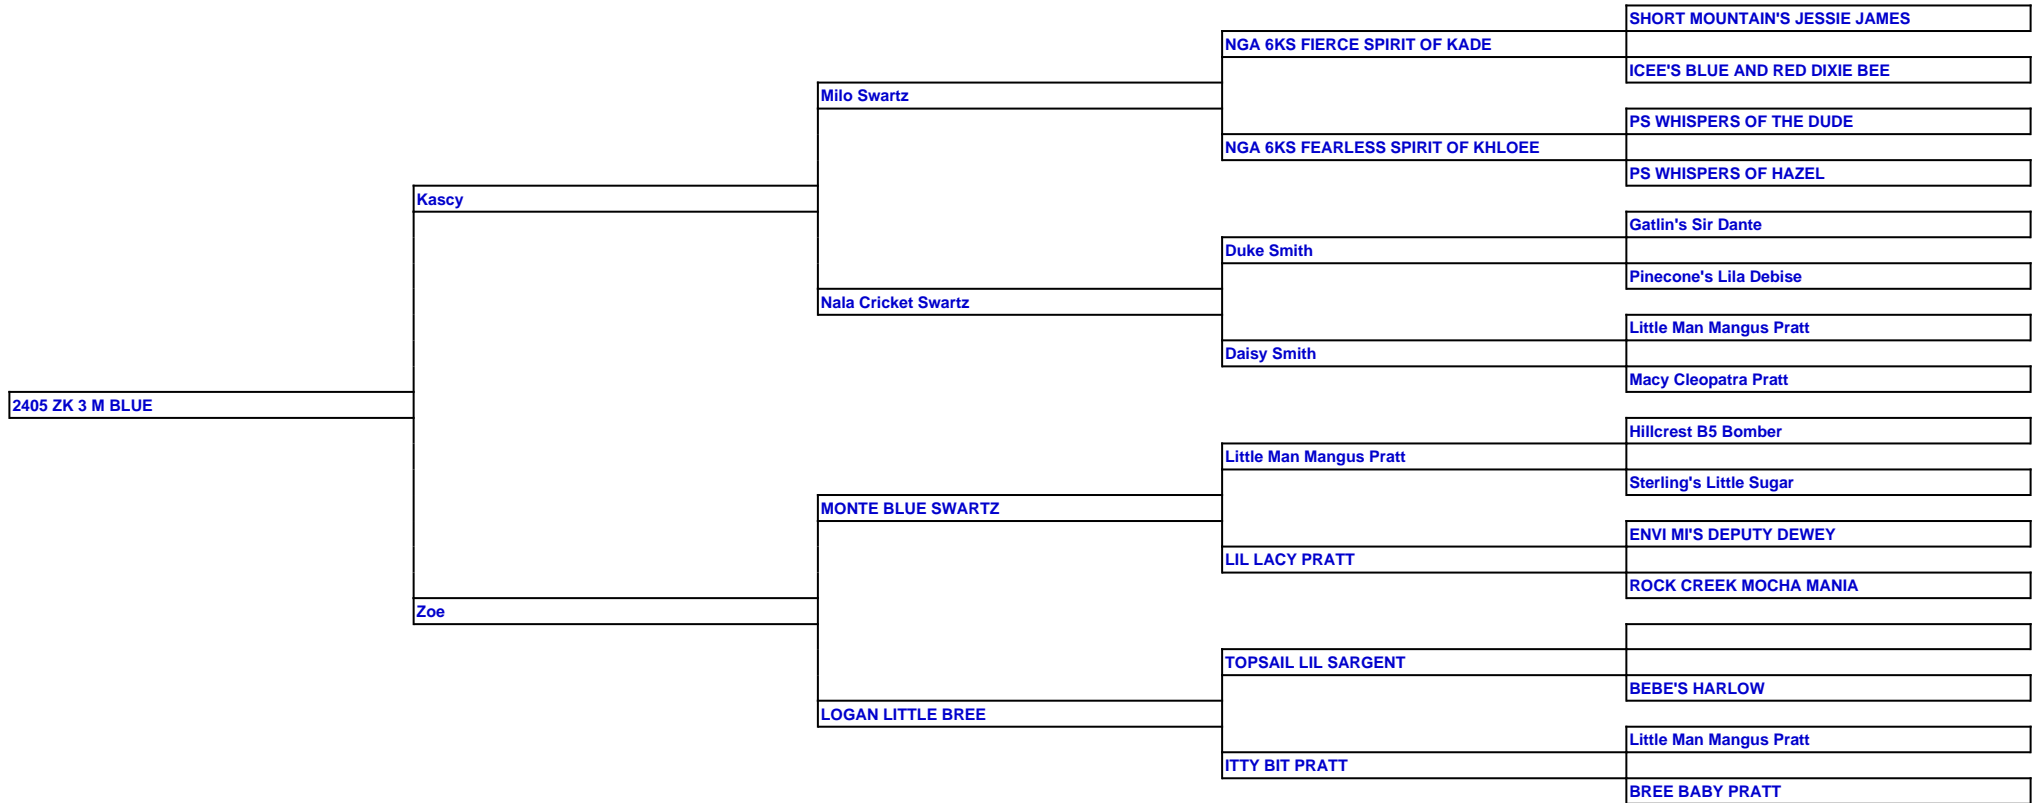 SHORT MOUNTAIN'S JESSIE JAMES
NGA 6KS FIERCE SPIRIT OF KADE
ICEE'S BLUE AND RED DIXIE BEE
Milo Swartz
PS WHISPERS OF THE DUDE
NGA 6KS FEARLESS SPIRIT OF KHLOEE
PS WHISPERS OF HAZEL
Kascy
Gatlin's Sir Dante
Duke Smith
Pinecone's Lila Debise
Nala Cricket Swartz
Little Man Mangus Pratt
Daisy Smith
Macy Cleopatra Pratt
2405 ZK 3 M BLUE
Hillcrest B5 Bomber
Little Man Mangus Pratt
Sterling's Little Sugar
MONTE BLUE SWARTZ
ENVI MI'S DEPUTY DEWEY
LIL LACY PRATT
ROCK CREEK MOCHA MANIA
Zoe
TOPSAIL LIL SARGENT
BEBE'S HARLOW
LOGAN LITTLE BREE
Little Man Mangus Pratt
ITTY BIT PRATT
BREE BABY PRATT